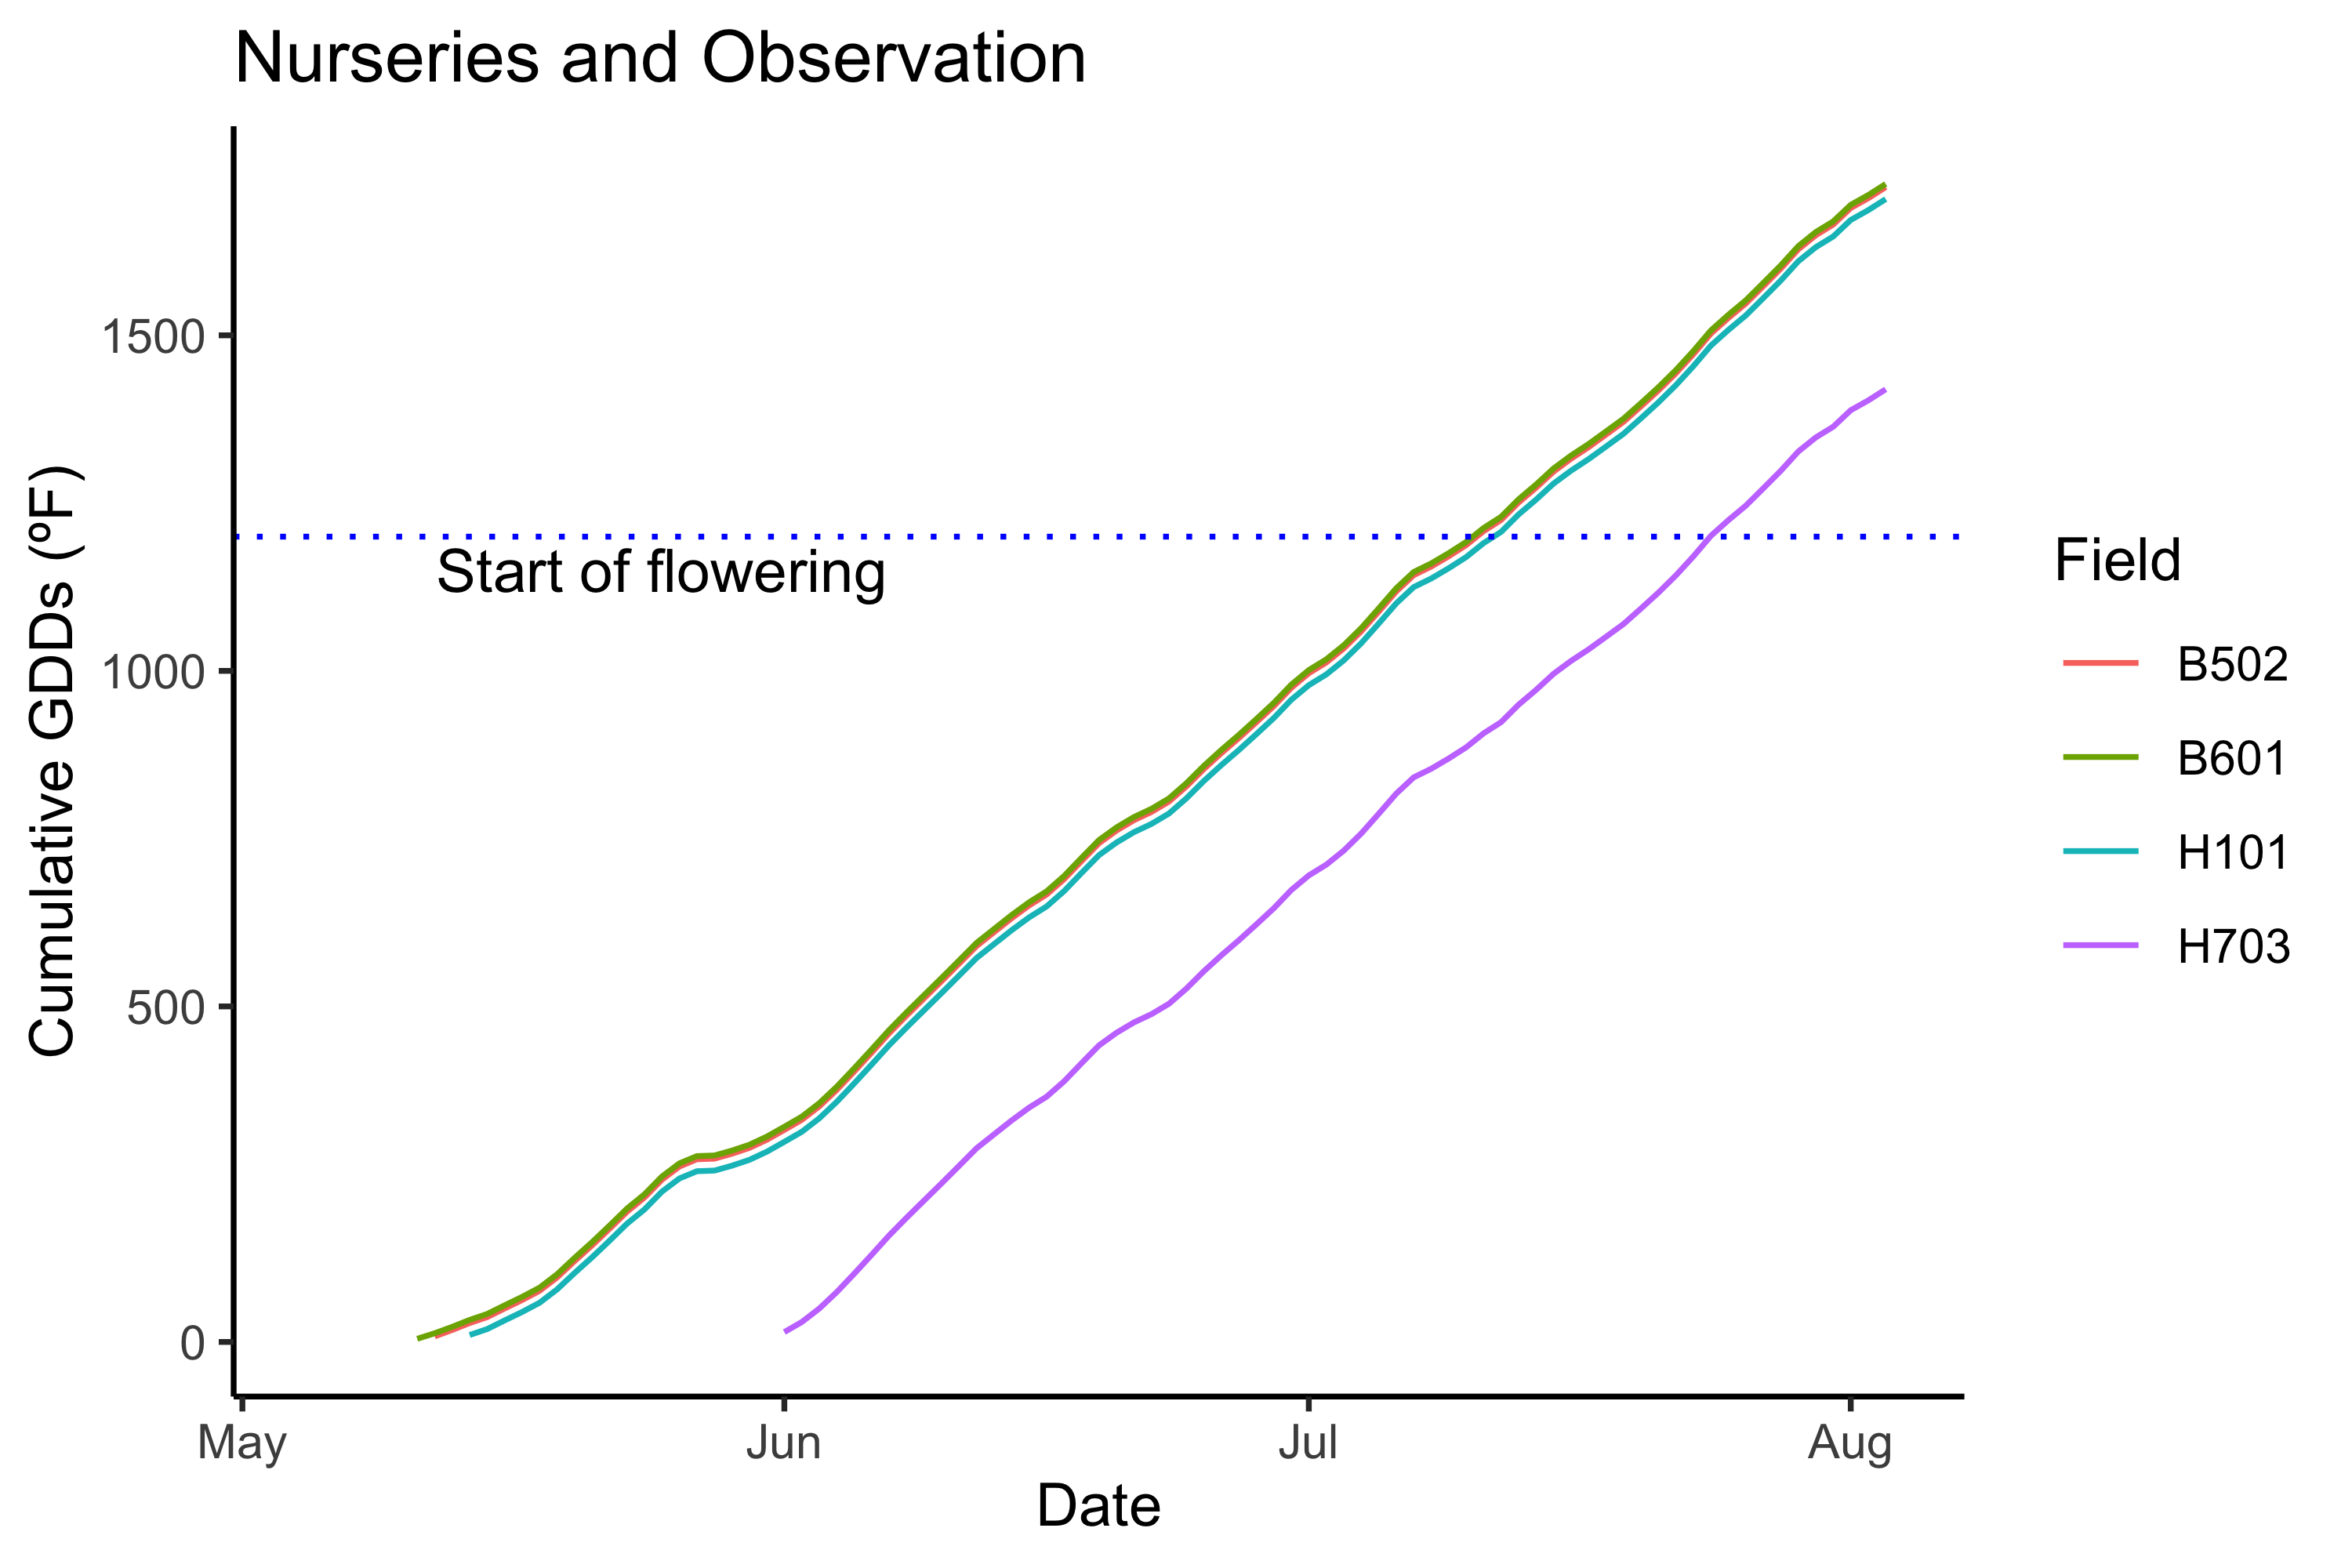 Nurseries and Observation
Cumulative GDDs (ºF)
1500
1000
500
0
Start of flowering
May
Jun
Jul
Aug
Date
Field
B502
B601
H101
H703